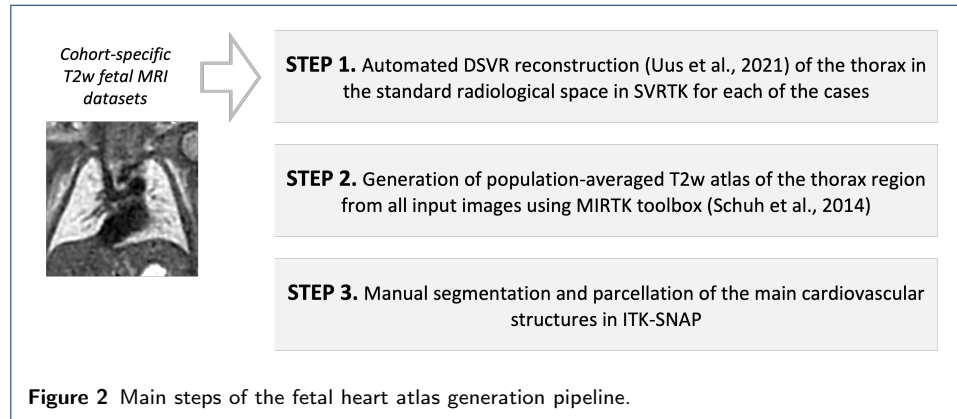 Cohort-specific
T2w fetal MRI
datasets
STEP 1. Automated DSVR reconstruction (Uus et al., 2021) of the thorax in
the standard radiological space in SVRTK for each of the cases
STEP 2. Generation of population-averaged T2w atlas of the thorax region
from all input images using MIRTK toolbox (Schuh et al., 2014)
STEP 3. Manual segmentation and parcellation of the main cardiovascular
structures in ITK-SNAP
Figure 2 Main steps of the fetal heart atlas generation pipeline.